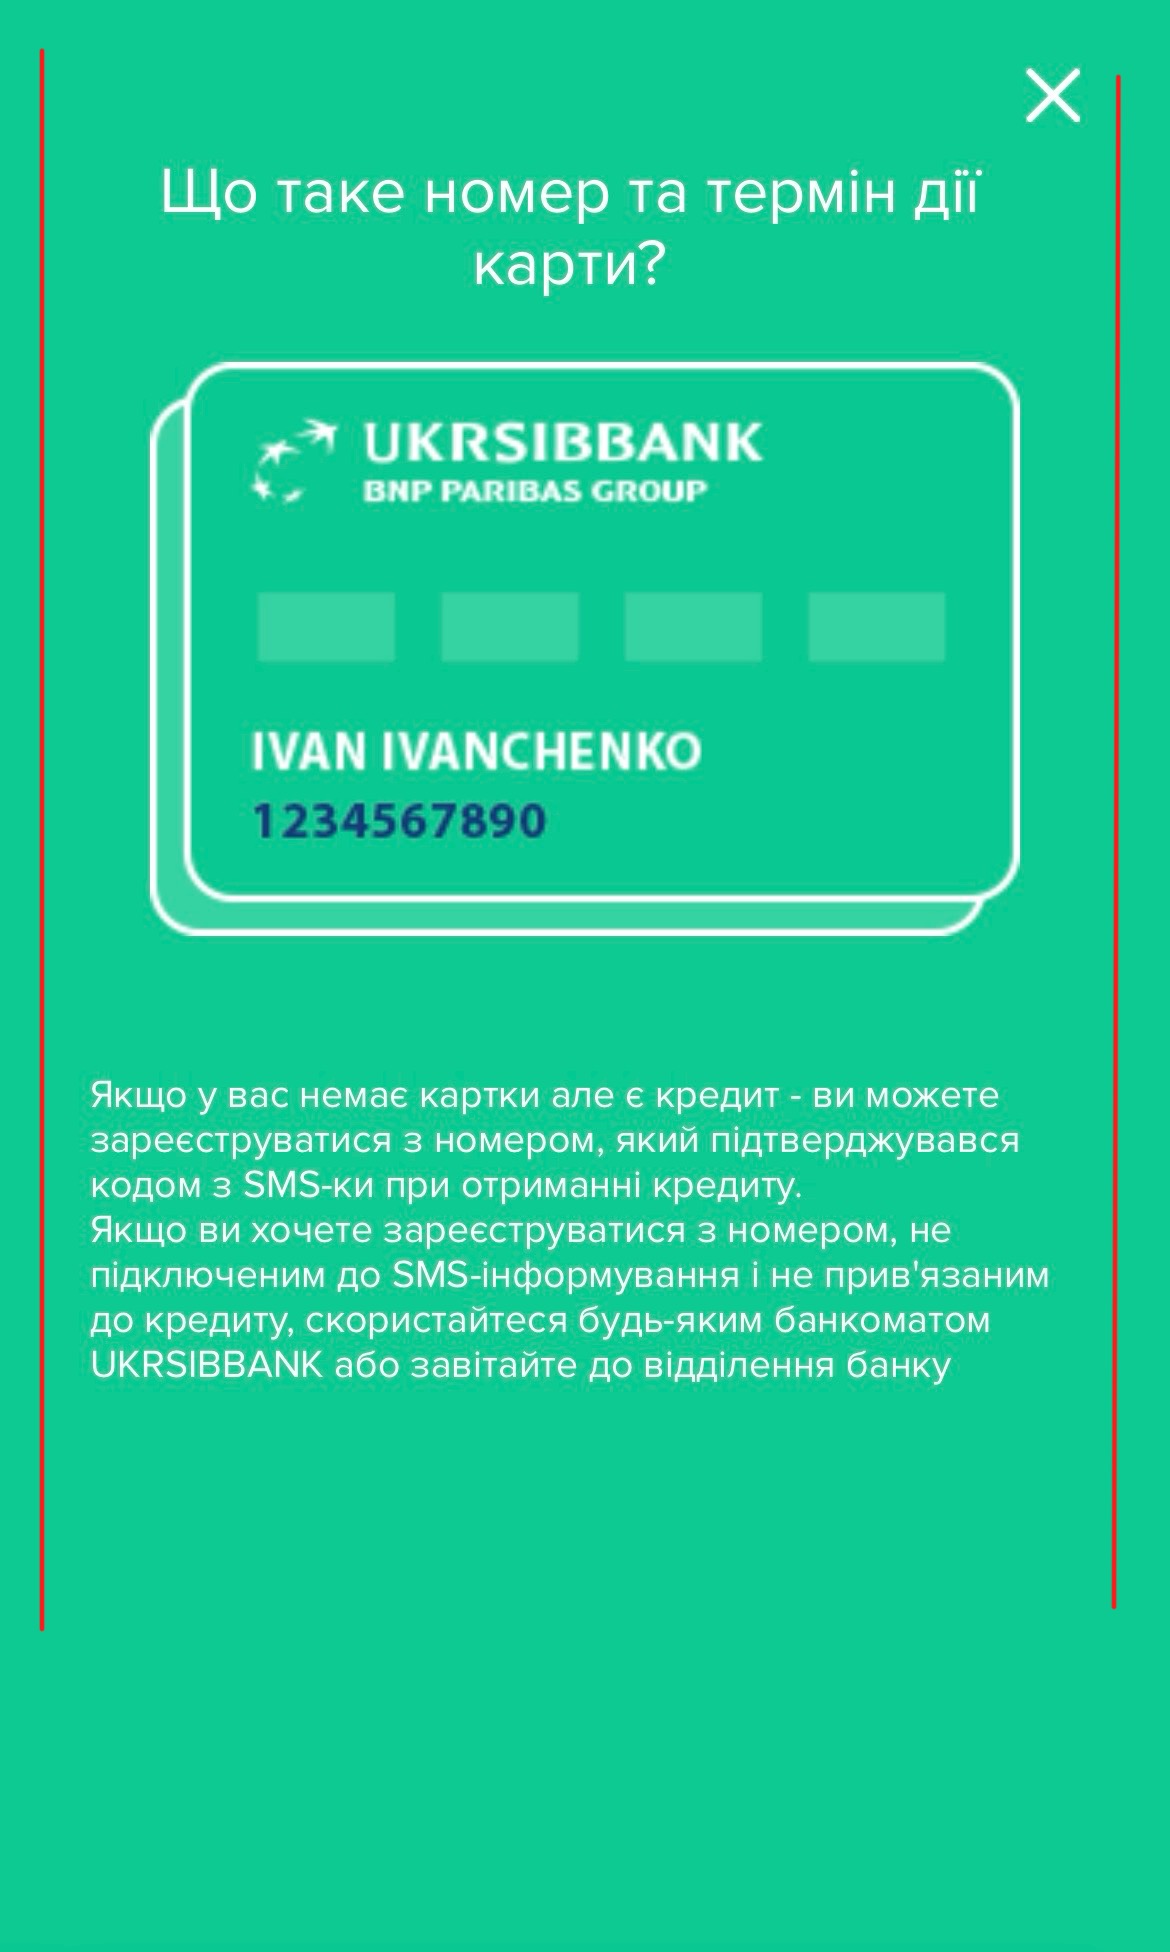 Що таке номер та термін дії
карти?
UKRSIBBANK
BNP PARIBAS GROUP
IVAN IVANCHENKO
1234567890
Якщо у вас немає картки але є кредит - ви можете
зареєструватися з номером, який підтверджувався
кодом з SMS-ки при отриманні кредиту.
Якщо ви хочете зареєструватися з номером, не
підключеним до SMS-інформування і не прив'язаним
до кредиту, скористайтеся будь-яким банкоматом
UKRSIBBANK або завітайте до відділення банку